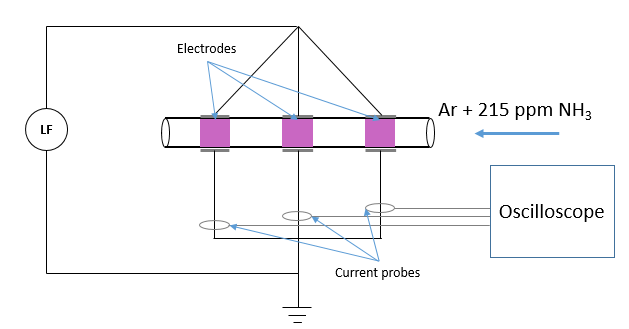 Electrodes
LF
Ar + 215 ppm NH₃
Oscilloscope
Current probes